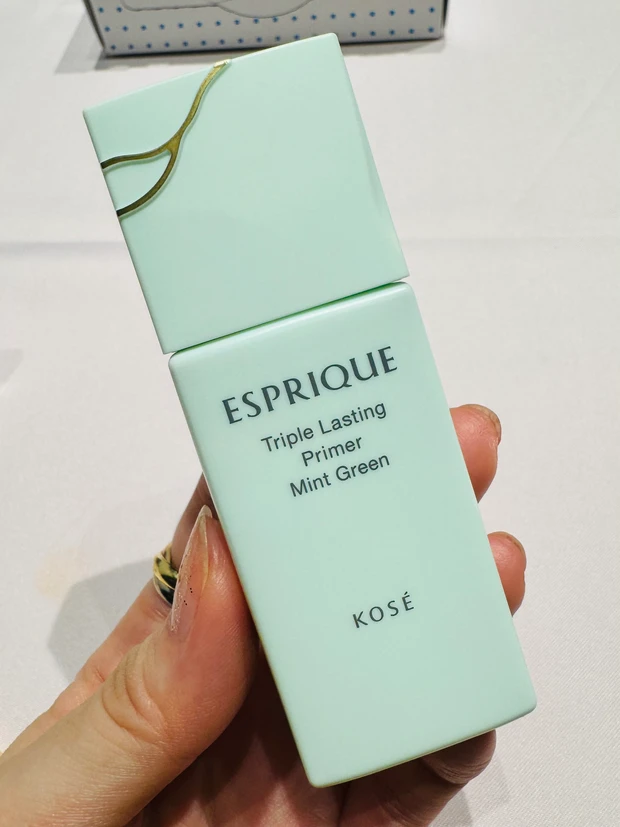 ESPRIQUE
Triple Lasting
Primer
Mint Green
KOSÉ